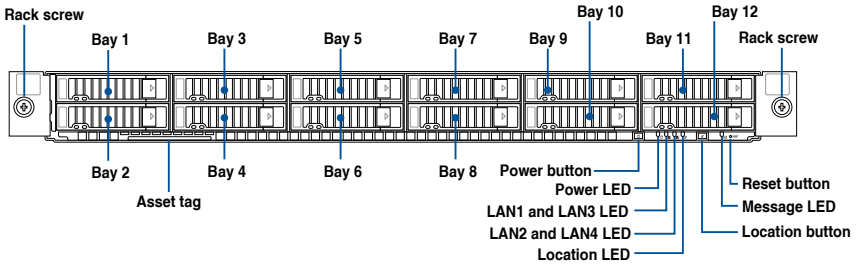 Rack screw
Bay 1
Bay 3
Bay 5
Bay 7
Bay 9
Bay 10
Bay 11
Bay 12
Rack screw
Bay 2
Bay 4
Bay 6
Bay 8
Asset tag
Power button
Power LED
LAN1 and LAN3 LED
LAN2 and LAN4 LED
Location LED
Reset button
Message LED
Location button